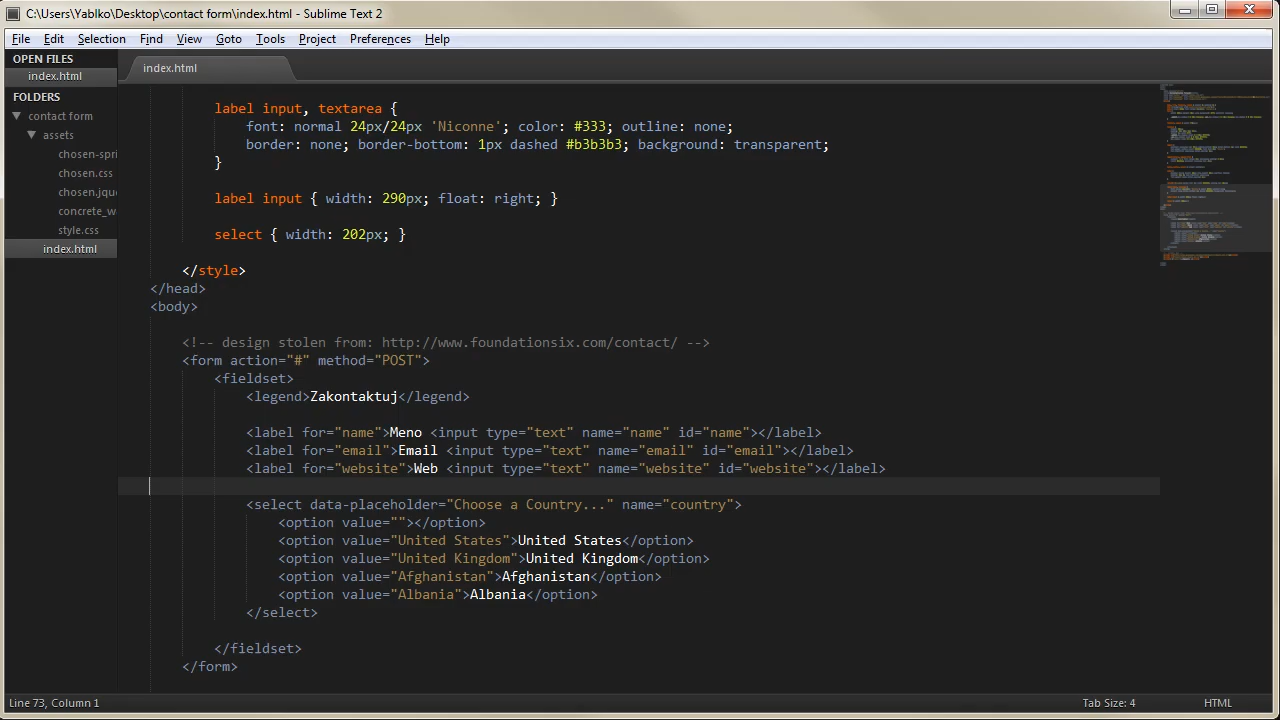 C:\Users\Yablko\Desktop\contact form\index.html - Sublime Text 2
File Edit Selection Find View Goto Tools Project Preferences Help
OPEN FILES
index.html
FOLDERS
contact form
assets
chosen-spri
chosen.css
chosen.jque
concrete_w
style.css
index.html
index.html
label input, textarea {
font: normal 24px/24px 'Niconne', color: #333; outline: none;
border: none; border-bottom: 1px dashed #b3b3b3; background: transparent;
}
label input { width: 290px; float: right; }
select { width: 202px; }
</style>
</head>
<body>
<!-- design stolen from: http://www.foundationsix.com/contact/ -->
<form action="#" method="POST">
<fieldset>
<legend>Zakontaktuj</legend>
<label for="name">Meno <input type="text" name="name" id="name"></label>
<label for="email">Email <input type="text" name="email" id="email"></label>
<label for="website">Web <input type="text" name="website" id="website"></label>
<select data-placeholder="Choose a Country..." name="country">
<option value=""></option>
<option value="United States">United States</option>
<option value="United Kingdom">United Kingdom</option>
<option value="Afghanistan">Afghanistan</option>
<option value="Albania">Albania</option>
</select>
</fieldset>
</form>
Line 73, Column 1
Tab Size: 4
HTML